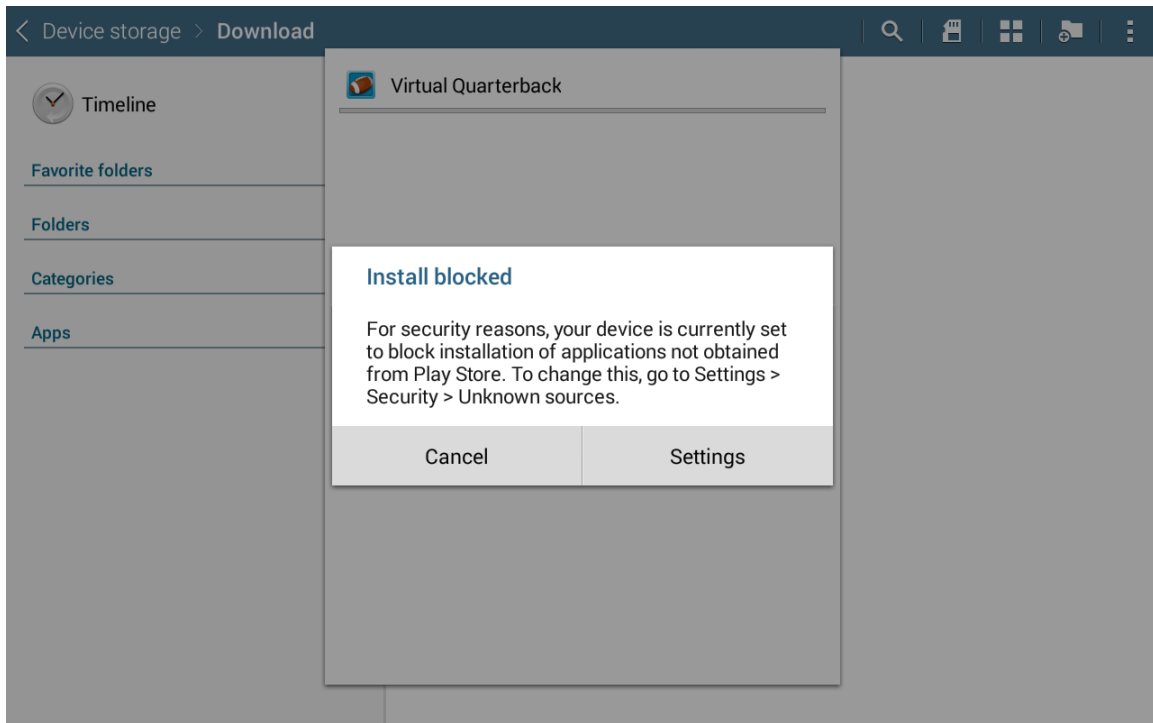 Device storage > Download
Virtual Quarterback
Timeline
Favorite folders
Folders
Categories
Apps
Install blocked
For security reasons, your device is currently set
to block installation of applications not obtained
from Play Store. To change this, go to Settings >
Security > Unknown sources.
Cancel
Settings